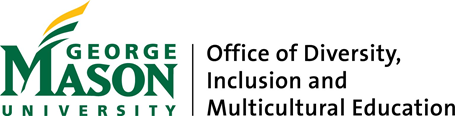 GEORGE
MASON
UNIVERSITY
Office of Diversity,
Inclusion and
Multicultural Education